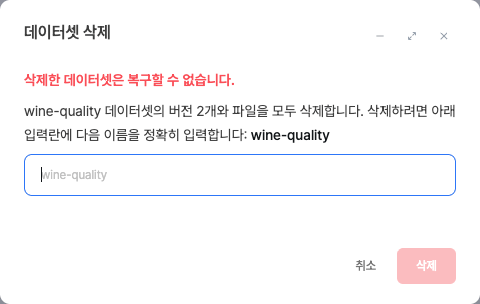 데이터셋 삭제
삭제한 데이터셋은 복구할 수 없습니다.
wine-quality 데이터셋의 버전 2개와 파일을 모두 삭제합니다. 삭제하려면 아래
입력란에 다음 이름을 정확히 입력합니다: wine-quality
wine-quality
취소
삭제